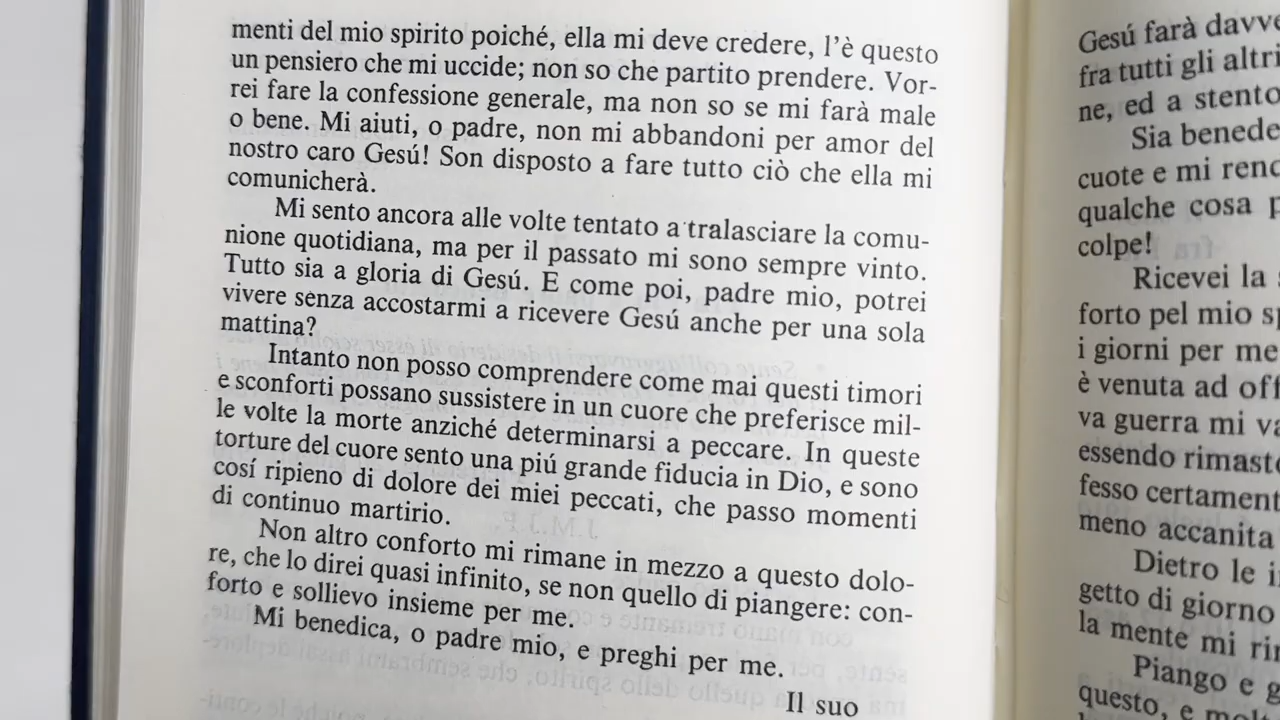 menti del mio spirito poiché, ella mi deve credere, l'è questo
un pensiero che mi uccide; non so che partito prendere. Vor-
rei fare la confessione generale, ma non so se mi farà male
o bene. Mi aiuti, o padre, non mi abbandoni per amor del
nostro caro Gesú! Son disposto a fare tutto ciò che ella mi
comunicherà.
Mi sento ancora alle volte tentato a tralasciare la comu-
nione quotidiana, ma per il passato mi sono sempre vinto.
Tutto sia a gloria di Gesú. E come poi, padre mio, potrei
vivere senza accostarmi a ricevere Gesú anche per una sola
mattina?
Intanto non posso comprendere come mai questi timori
e sconforti possano sussistere in un cuore che preferisce mil-
le volte la morte anziché determinarsi a peccare. In queste
torture del cuore sento una piú grande fiducia in Dio, e sono
cosí ripieno di dolore dei miei peccati, che passo momenti
di continuo martirio.
Non altro conforto mi rimane in mezzo a questo dolo-
re, che lo direi quasi infinito, se non quello di piangere: con-
forto e sollievo insieme per me.
Mi benedica, o padre mio, e preghi per me.
Il suo
Gesú farà davve
fra tutti gli altri
ne, ed a stento
Sia benede
cuote e mi rend
qualche cosa p
colpe!
Ricevei la
forto pel mio sp
i giorni per me
è venuta ad off
va guerra mi va
essendo rimasto
fesso certament
meno accanita
Dietro le i
getto di giorno
la mente mi rin
Piango e g
questo, e molt